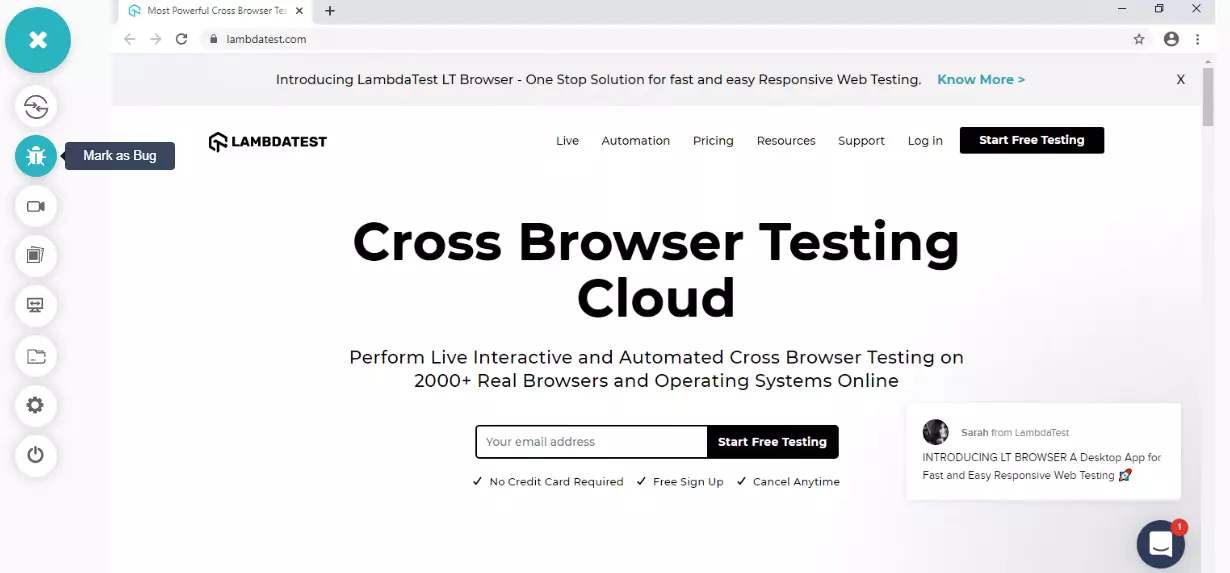 Most Powerful Cross Browser Tes
lambdatest.com
Introducing LambdaTest LT Browser - One Stop Solution for fast and easy Responsive Web Testing. Know More > X
LAMBDATEST Live Automation Pricing Resources Support Log in Start Free Testing
Mark as Bug
Cross Browser Testing
Cloud
Perform Live Interactive and Automated Cross Browser Testing on
2000+ Real Browsers and Operating Systems Online
Your email address Start Free Testing
✓ No Credit Card Required ✓ Free Sign Up ✓ Cancel Anytime
Sarah from LambdaTest
INTRODUCING LT BROWSER A Desktop App for
Fast and Easy Responsive Web Testing 🚀
1